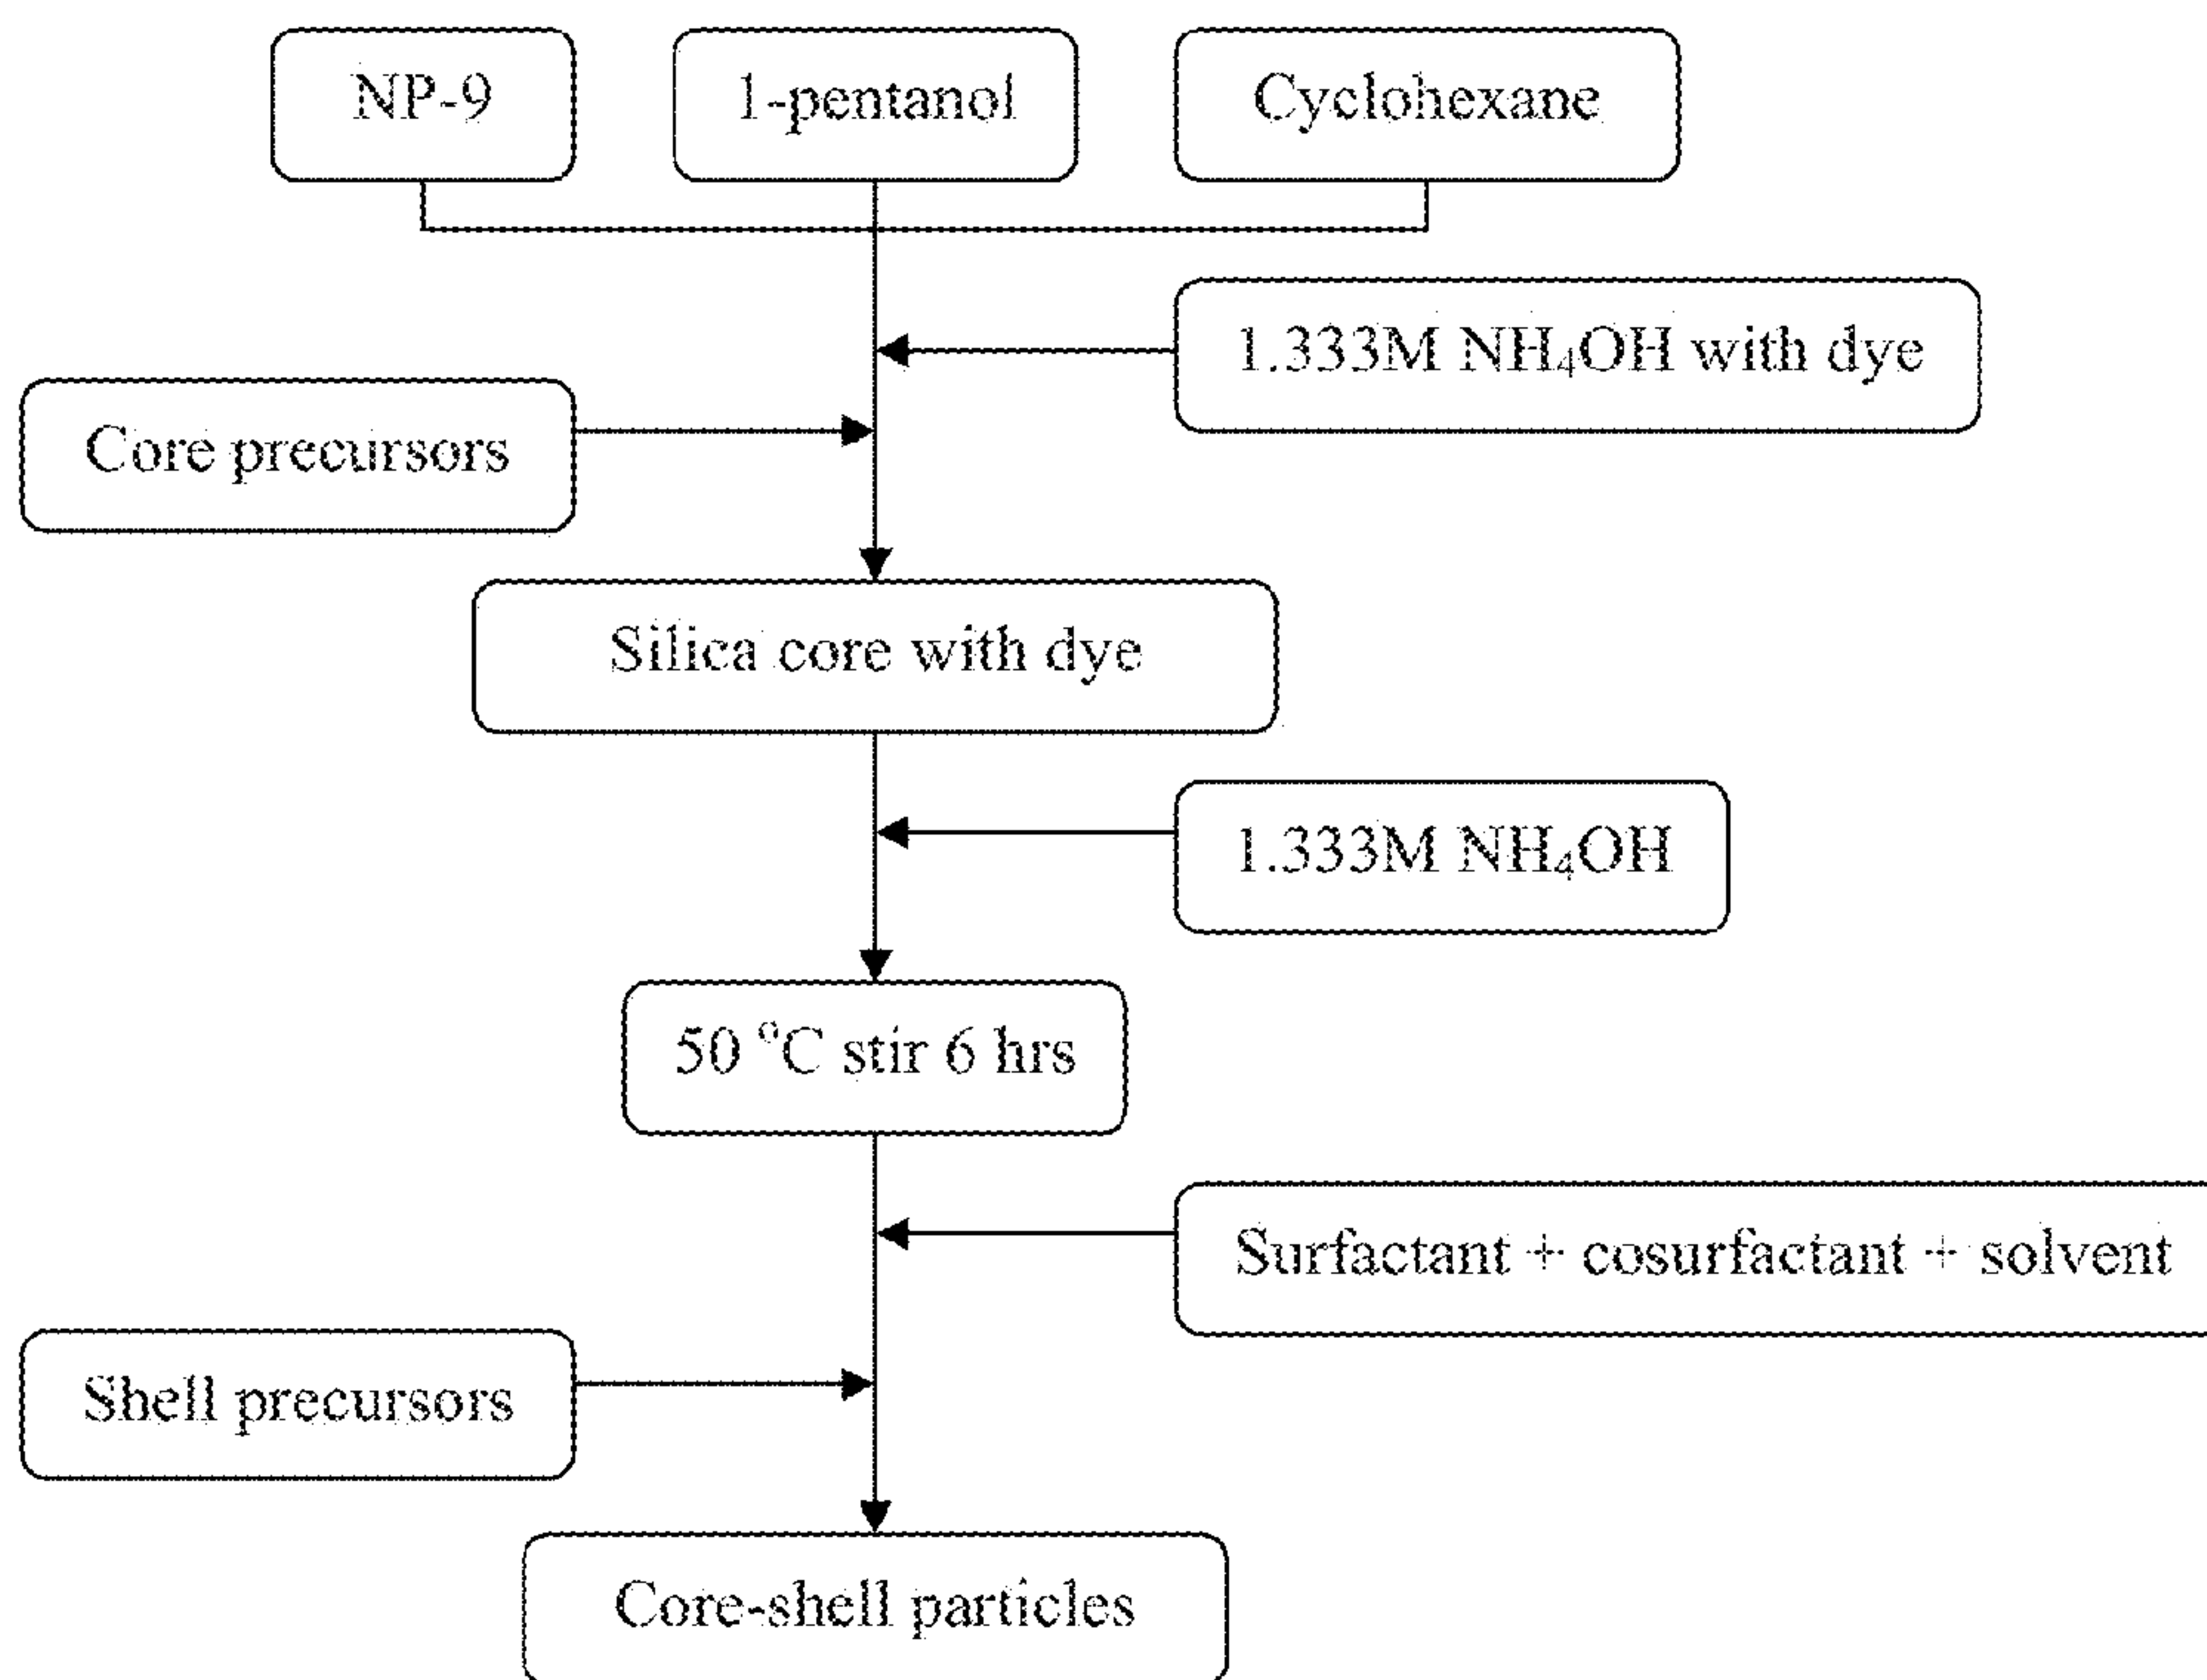 NP-9
1-pentanol
Cyclohexane
1.333M NH₄OH with dye
Core precursors
Silica core with dye
1.333M NH₄OH
50 °C stir 6 hrs
Surfactant + cosurfactant + solvent
Shell precursors
Core-shell particles